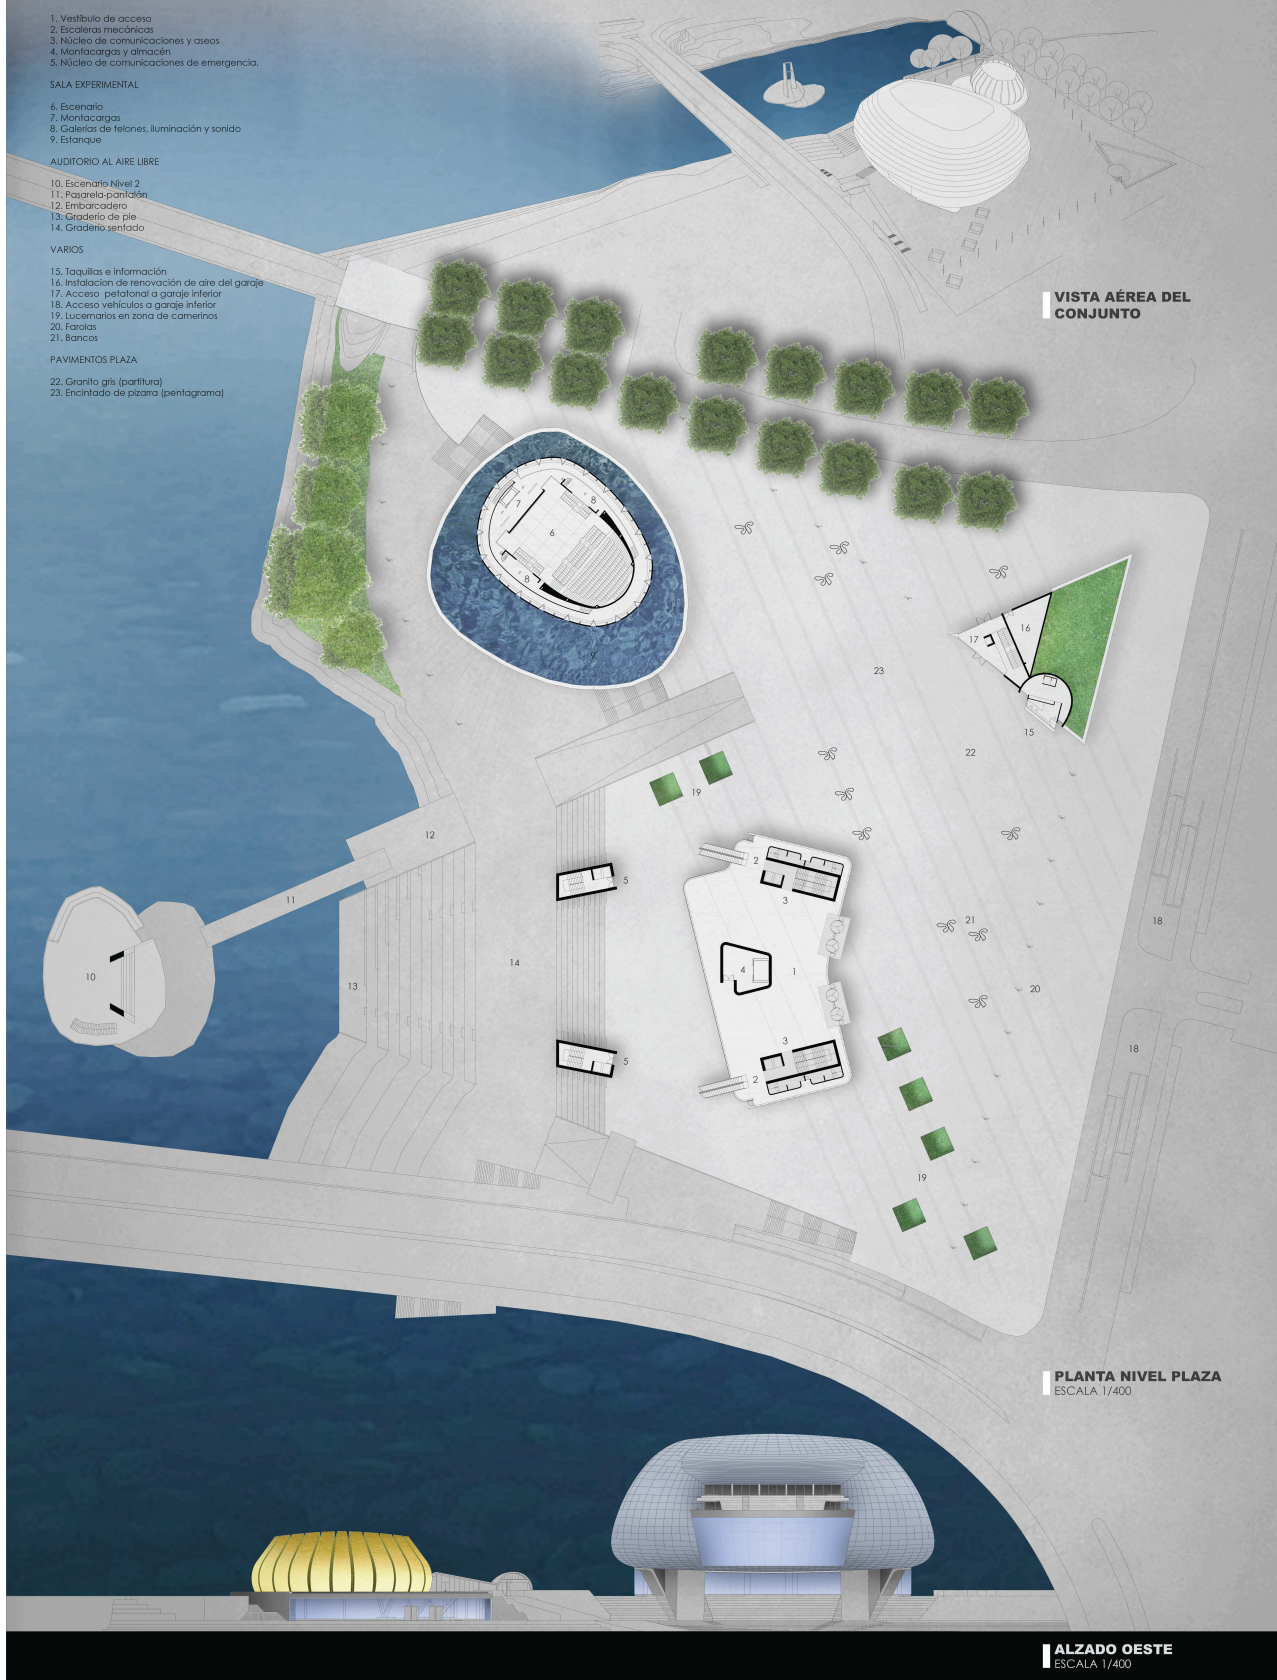 1. Vestíbulo de acceso
2. Escaleras mecánicas
3. Núcleo de comunicaciones y aseos
4. Montacargas y almacén
5. Núcleo de comunicaciones de emergencia.
SALA EXPERIMENTAL
6. Escenario
7. Montacargas
8. Galerías de telones, iluminación y sonido
9. Estanque
AUDITORIO AL AIRE LIBRE
10. Escenario Nivel 2
11. Pasarela-pantalán
12. Embarcadero
13. Graderío de pie
14. Graderío sentado
VARIOS
15. Taquillas e información
16. Instalacion de renovación de aire del garaje
17. Acceso petatonal a garaje inferior
18. Acceso vehículos a garaje inferior
19. Lucernarios en zona de camerinos
20. Farolas
21. Bancos
PAVIMENTOS PLAZA
22. Granito gris (partitura)
23. Encintado de pizarra (pentagrama)
VISTA AÉREA DEL
CONJUNTO
7
8
6
8
9
16
17
15
23
22
19
12
11
10
13
14
5
5
2
3
4
1
3
2
21
20
18
18
19
PLANTA NIVEL PLAZA
ESCALA 1/400
ALZADO OESTE
ESCALA 1/400